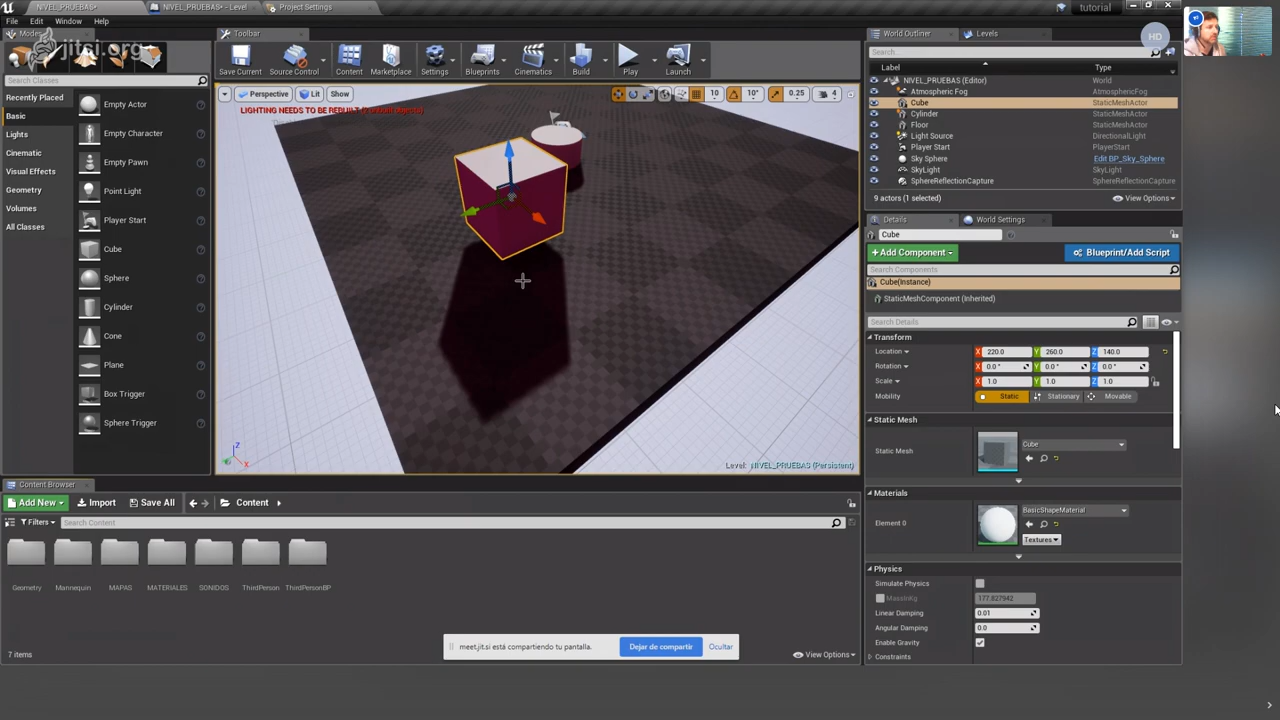 NIVEL_PRUEBAS*
NIVEL_PRUEBAS* - Level
Project Settings
tutorial
File Edit Window Help
HD
Modes
jitsi.org
Search Classes
Recently Placed
Basic
Lights
Cinematic
Visual Effects
Geometry
Volumes
All Classes
Empty Actor
Empty Character
Empty Pawn
Point Light
Player Start
Cube
Sphere
Cylinder
Cone
Plane
Box Trigger
Sphere Trigger
Toolbar
Save Current
Source Control
Content
Marketplace
Settings
Blueprints
Cinematics
Build
Play
Launch
Perspective Lit Show
10 10° 0.25 4
LIGHTING NEEDS TO BE REBUILT
Level: NIVEL_PRUEBAS (Persistent)
World Outliner Levels
Search...
Label Type
NIVEL_PRUEBAS (Editor) World
Atmospheric Fog AtmosphericFog
Cube StaticMeshActor
Cylinder StaticMeshActor
Floor StaticMeshActor
Light Source DirectionalLight
Player Start PlayerStart
Sky Sphere Edit BP_Sky_Sphere
SkyLight SkyLight
SphereReflectionCapture SphereReflectionCapture
9 actors (1 selected) View Options
Details World Settings
Cube
Add Component Blueprint/Add Script
Search Components
Cube(Instance)
StaticMeshComponent (Inherited)
Search Details
Transform
Location X 220.0 Y 260.0 Z 140.0
Rotation X 0.0° Y 0.0° Z 0.0°
Scale X 1.0 Y 1.0 Z 1.0
Mobility Static Stationary Movable
Static Mesh
Static Mesh Cube
Materials
Element 0 BasicShapeMaterial
Textures
Physics
Simulate Physics
MassInKg 177.827942
Linear Damping 0.01
Angular Damping 0.0
Enable Gravity
Constraints
Content Browser
Add New Import Save All Content
Filters Search Content
Geometry Mannequin MAPAS MATERIALES SONIDOS ThirdPerson ThirdPersonBP
7 items View Options
meet.jit.si está compartiendo tu pantalla. Dejar de compartir Ocultar